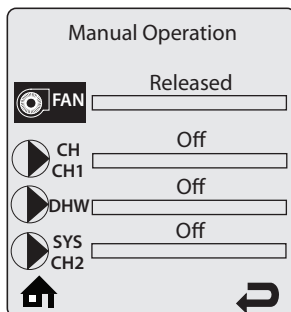 Manual Operation
Released
FAN
Off
CH
CH1
Off
DHW
Off
SYS
CH2